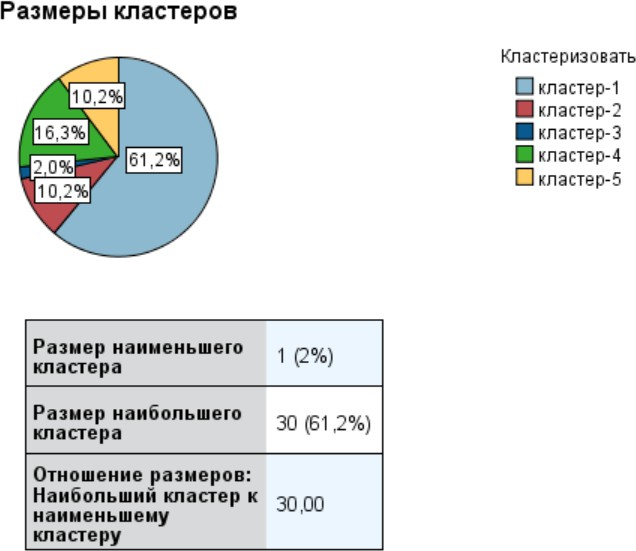 Размеры кластеров
Кластеризовать
кластер-1
кластер-2
кластер-3
кластер-4
кластер-5
10,2%
16,3%
61,2%
2,0%
10,2%
Размер наименьшего
кластера
1 (2%)
Размер наибольшего
кластера
30 (61,2%)
Отношение размеров:
Наибольший кластер к
наименьшему
кластеру
30,00